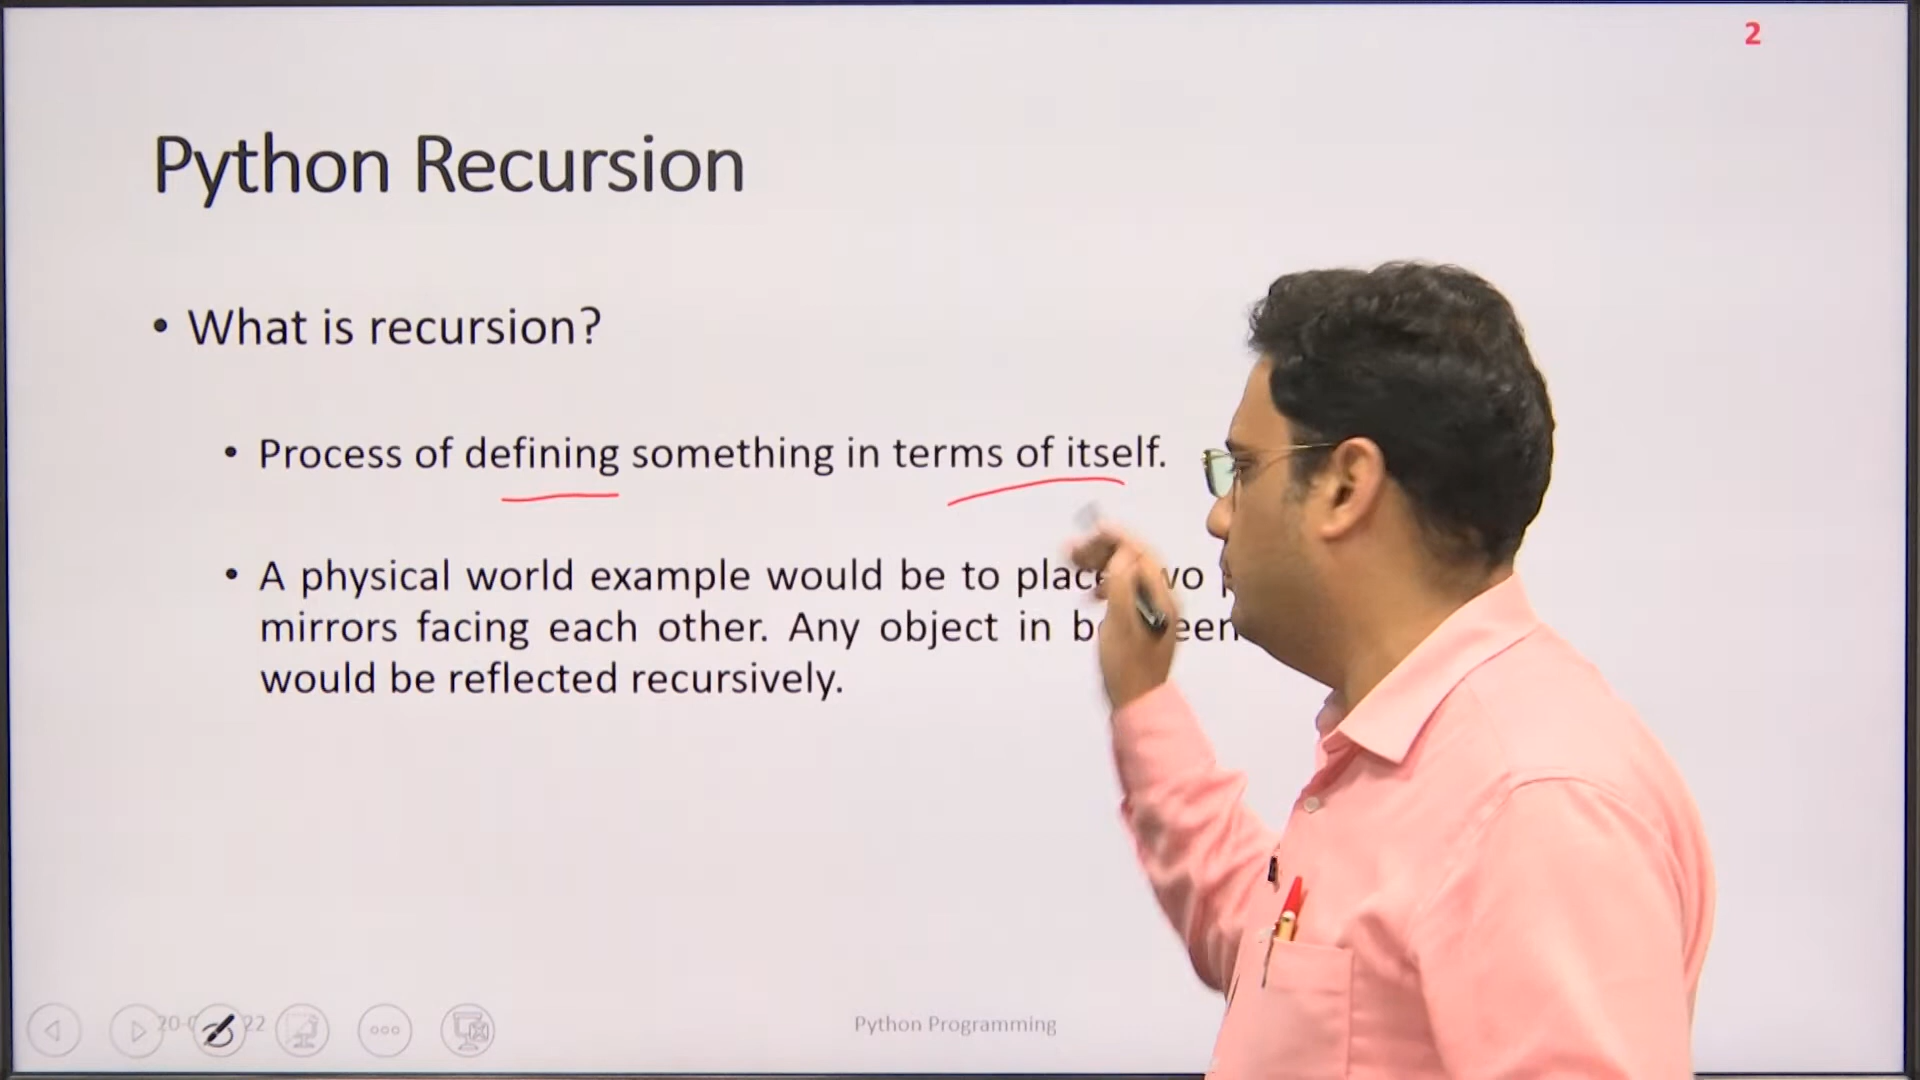 2
Python Recursion
• What is recursion?
• Process of defining something in terms of itself.
• A physical world example would be to
mirrors facing each other. Any object in
would be reflected recursively.
Python Programming